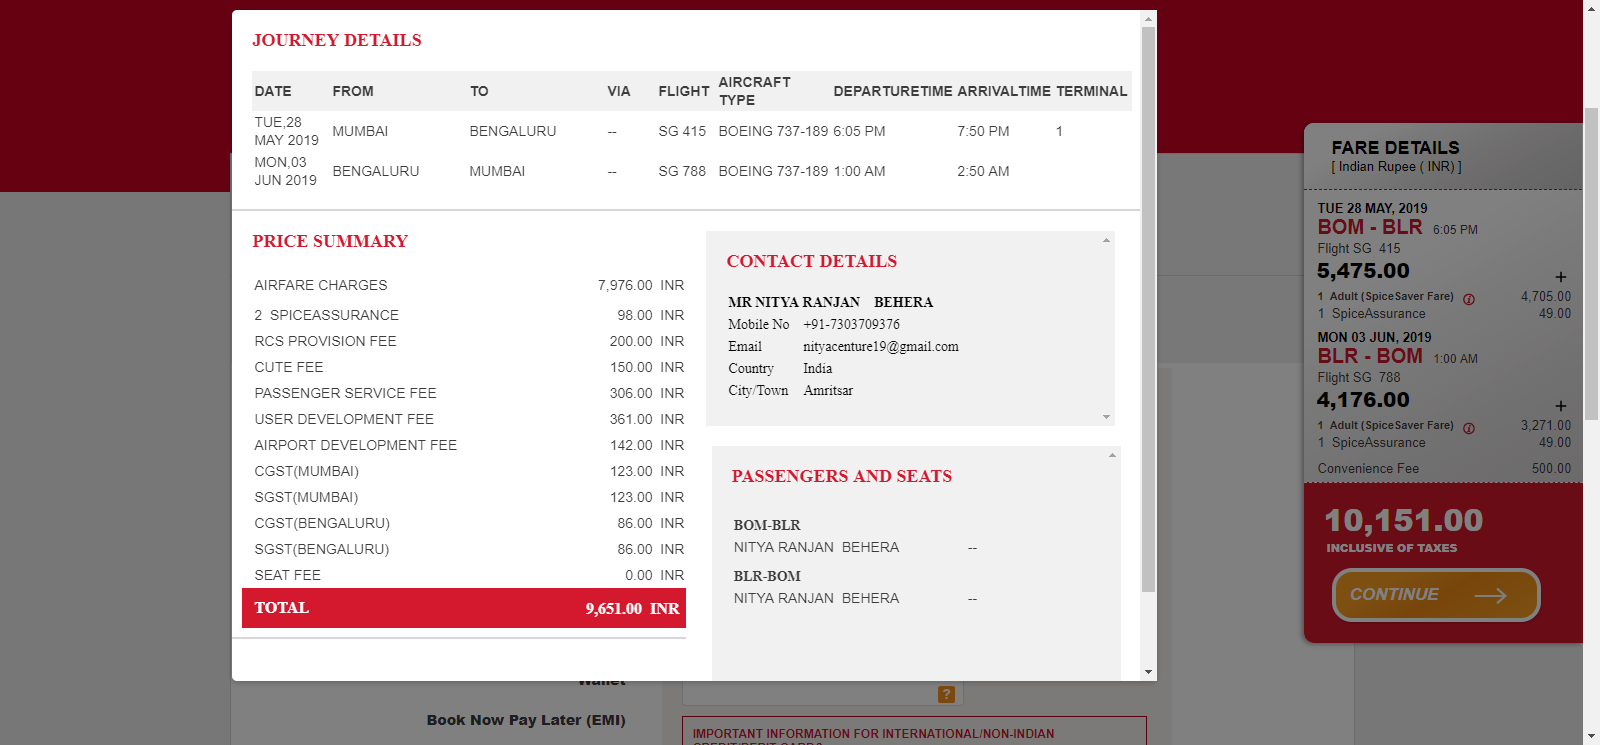 JOURNEY DETAILS
DATE FROM TO VIA FLIGHT AIRCRAFT TYPE DEPARTURETIME ARRIVALTIME TERMINAL
TUE,28 MAY 2019 MUMBAI BENGALURU -- SG 415 BOEING 737-189 6:05 PM 7:50 PM 1
MON,03 JUN 2019 BENGALURU MUMBAI -- SG 788 BOEING 737-189 1:00 AM 2:50 AM
PRICE SUMMARY
AIRFARE CHARGES 7,976.00 INR
2 SPICEASSURANCE 98.00 INR
RCS PROVISION FEE 200.00 INR
CUTE FEE 150.00 INR
PASSENGER SERVICE FEE 306.00 INR
USER DEVELOPMENT FEE 361.00 INR
AIRPORT DEVELOPMENT FEE 142.00 INR
CGST(MUMBAI) 123.00 INR
SGST(MUMBAI) 123.00 INR
CGST(BENGALURU) 86.00 INR
SGST(BENGALURU) 86.00 INR
SEAT FEE 0.00 INR
TOTAL 9,651.00 INR
CONTACT DETAILS
MR NITYA RANJAN BEHERA
Mobile No +91-7303709376
Email nityacenture19@gmail.com
Country India
City/Town Amritsar
PASSENGERS AND SEATS
BOM-BLR
NITYA RANJAN BEHERA --
BLR-BOM
NITYA RANJAN BEHERA --
FARE DETAILS
[ Indian Rupee ( INR) ]
TUE 28 MAY, 2019
BOM - BLR 6:05 PM
Flight SG 415
5,475.00 +
1 Adult (SpiceSaver Fare) i 4,705.00
1 SpiceAssurance 49.00
MON 03 JUN, 2019
BLR - BOM 1:00 AM
Flight SG 788
4,176.00 +
1 Adult (SpiceSaver Fare) i 3,271.00
1 SpiceAssurance 49.00
Convenience Fee 500.00
10,151.00
INCLUSIVE OF TAXES
CONTINUE
Wallet
?
Book Now Pay Later (EMI)
IMPORTANT INFORMATION FOR INTERNATIONAL/NON-INDIAN